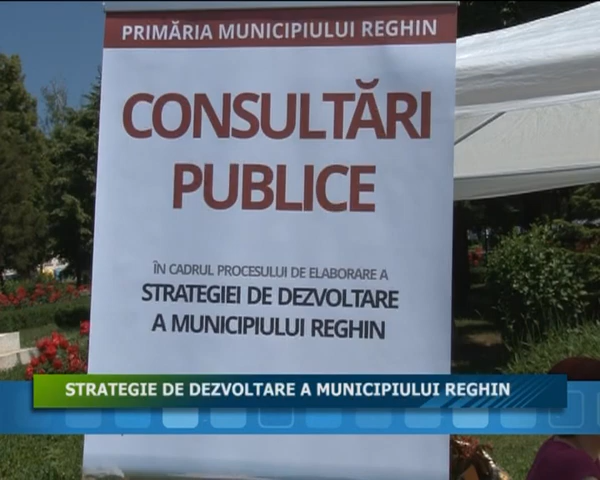 PRIMĂRIA MUNICIPIULUI REGHIN
CONSULTĂRI
PUBLICE
ÎN CADRUL PROCESULUI DE ELABORARE A
STRATEGIEI DE DEZVOLTARE
A MUNICIPIULUI REGHIN
STRATEGIE DE DEZVOLTARE A MUNICIPIULUI REGHIN